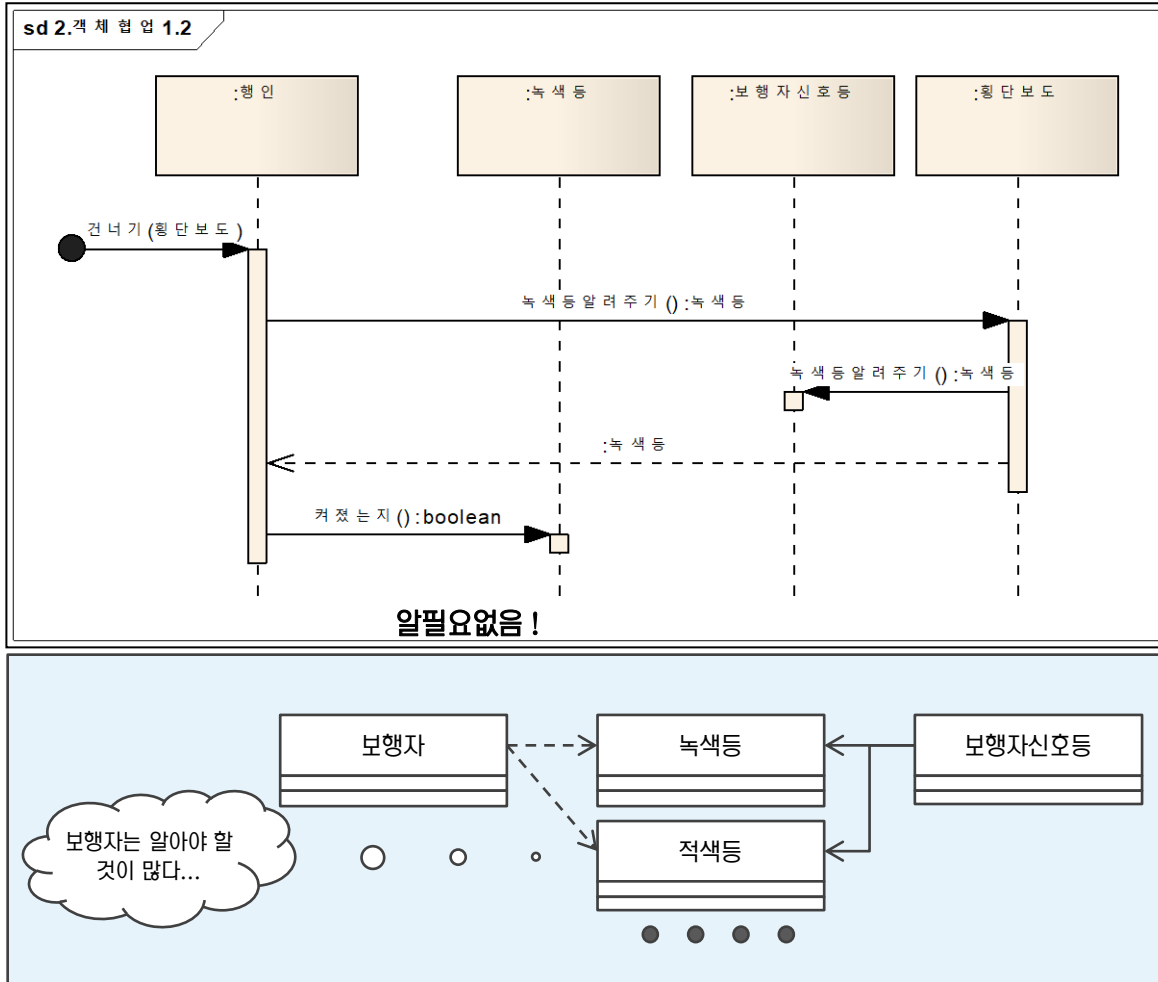 sd 2.객체협업 1.2
:행인
:녹색등
:보행자신호등
:횡단보도
건너기(횡단보도)
녹색등알려주기() :녹색등
녹색등알려주기() :녹색등
:녹색등
켜졌는지() :boolean
알필요없음 !
보행자
녹색등
보행자신호등
보행자는 알아야 할
것이 많다...
적색등